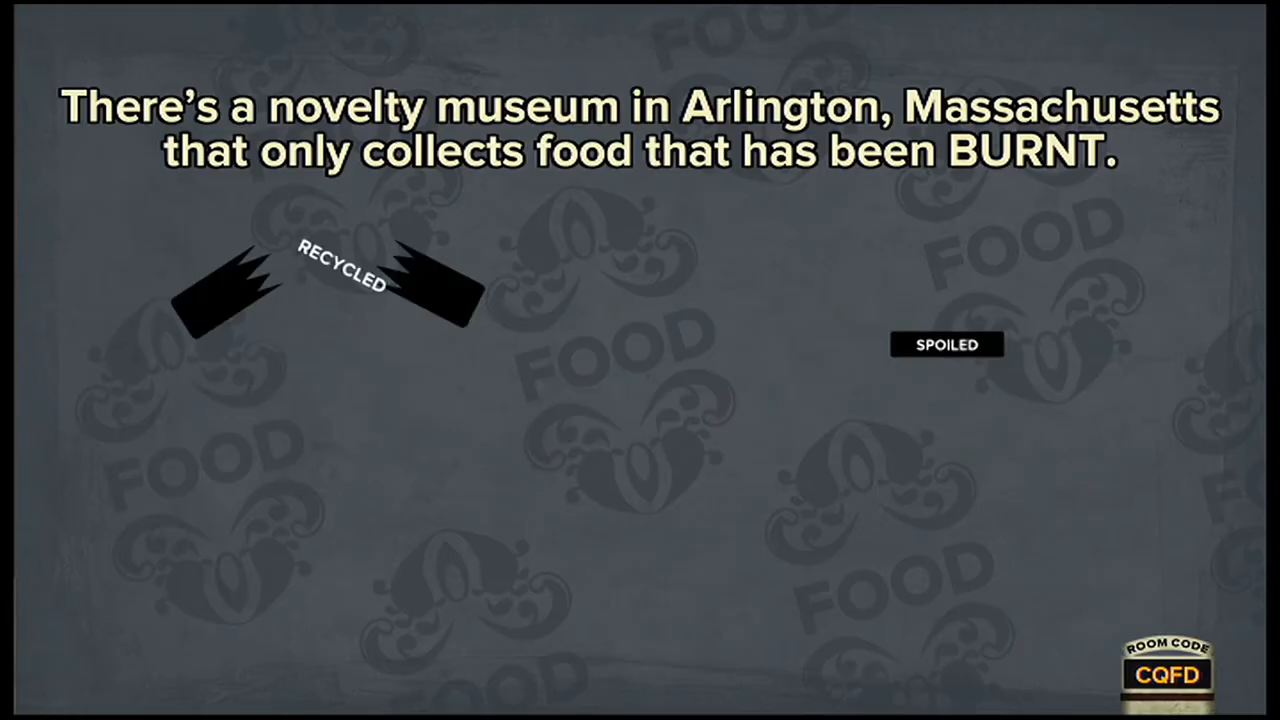 There's a novelty museum in Arlington, Massachusetts
that only collects food that has been BURNT.
RECYCLED
SPOILED
FOOD
FOOD
FOOD
FOOD
FOOD
FOOD
ROOM CODE
CQFD